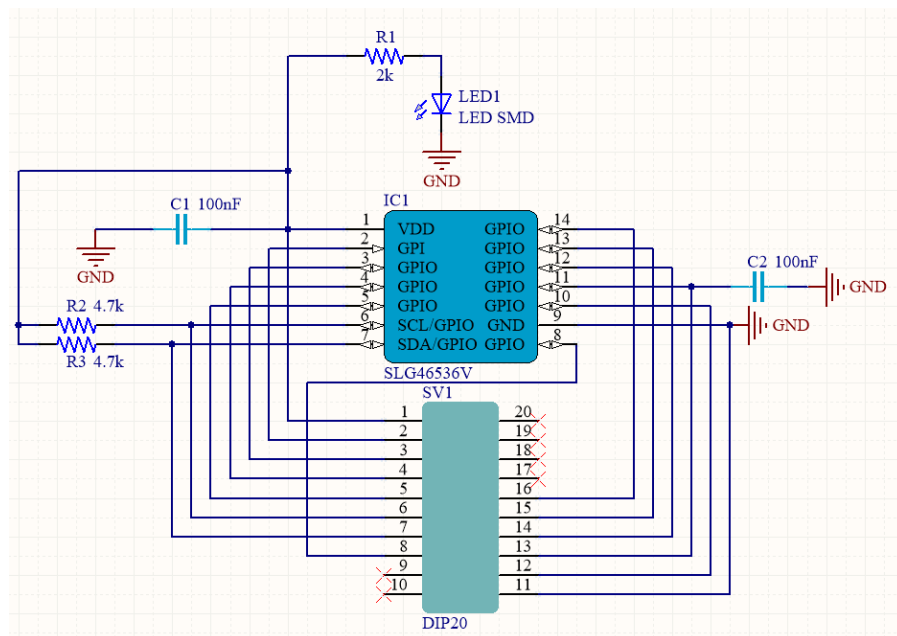 R1
2k
LED1
LED SMD
GND
IC1
C1 100nF
GND
1 VDD GPIO 14
2 GPI GPIO 13
3 GPIO GPIO 12
4 GPIO GPIO 11
5 GPIO GPIO 10
6 SCL/GPIO GND 9
7 SDA/GPIO GPIO 8
SLG46536V
C2 100nF
GND
GND
R2 4.7k
R3 4.7k
SV1
1 20
2 19
3 18
4 17
5 16
6 15
7 14
8 13
9 12
10 11
DIP20